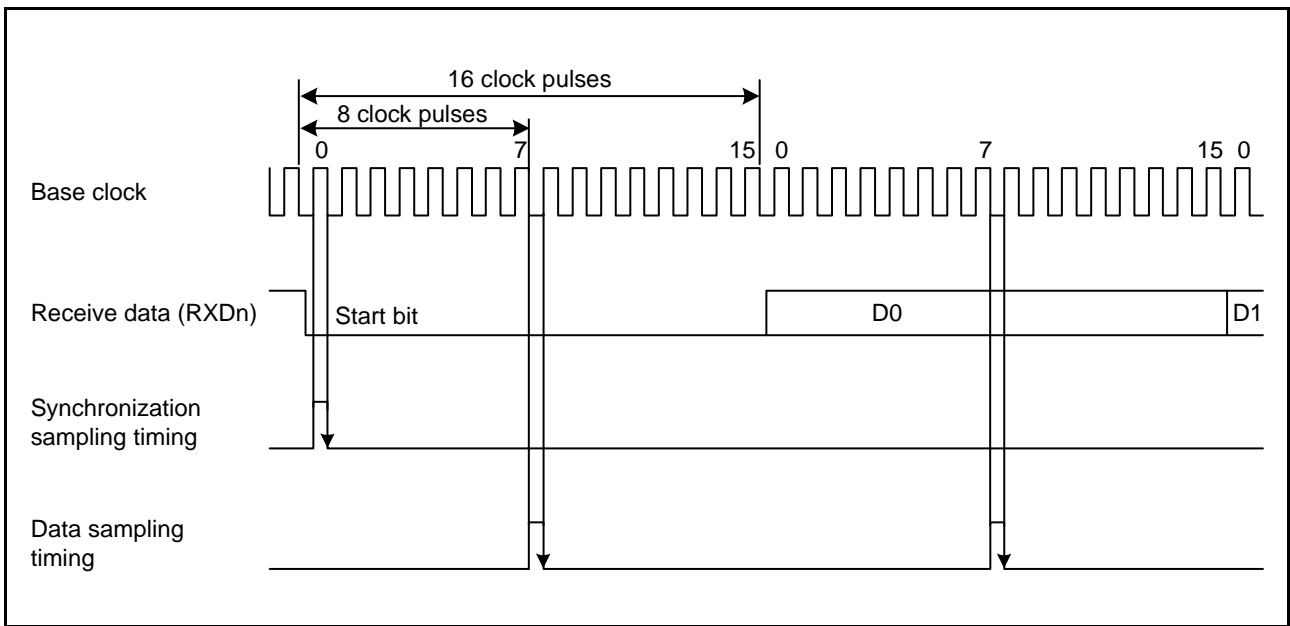 16 clock pulses
8 clock pulses
0 7 15 0 7 15 0
Base clock
Receive data (RXDn)
Start bit
D0
D1
Synchronization
sampling timing
Data sampling
timing